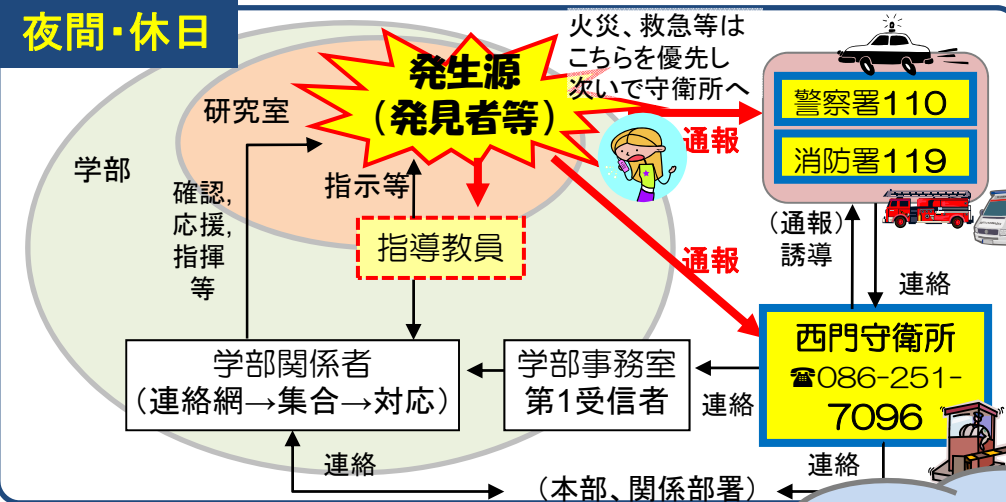 夜間・休日
火災、救急等は
こちらを優先し
次いで守衛所へ
発生源
（発見者等）
研究室
学部
通報
警察署110
消防署119
確認,
応援,
指揮
等
指示等
指導教員
通報
（通報）
誘導
連絡
学部関係者
（連絡網→集合→対応）
学部事務室
第1受信者
連絡
西門守衛所
☎086-251-
7096
連絡
（本部、関係部署）
連絡